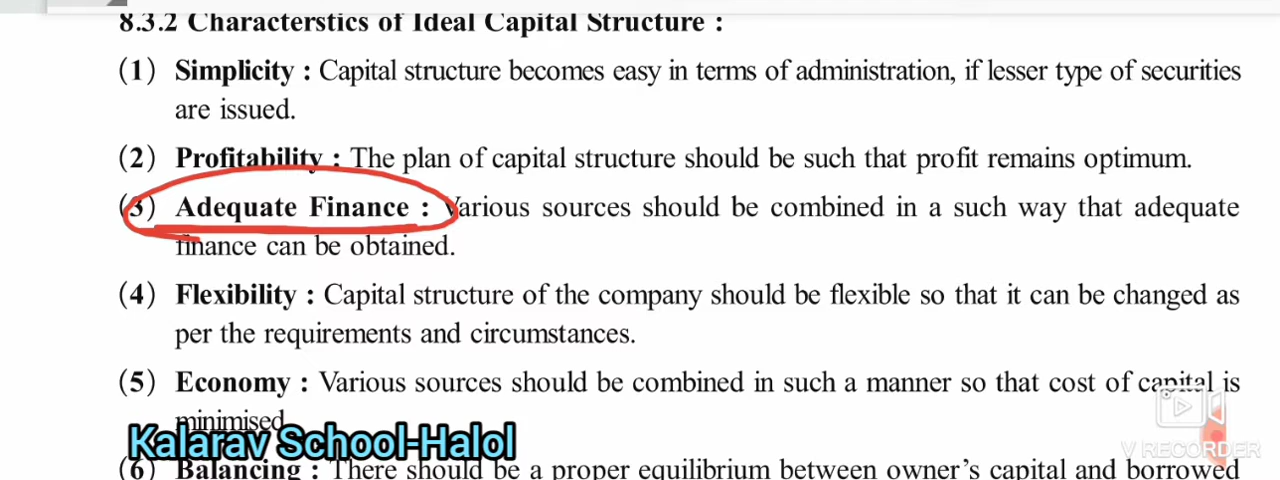 8.3.2 Characterstics of Ideal Capital Structure :
(1) Simplicity : Capital structure becomes easy in terms of administration, if lesser type of securities
are issued.
(2) Profitability : The plan of capital structure should be such that profit remains optimum.
(3) Adequate Finance : Various sources should be combined in a such way that adequate
finance can be obtained.
(4) Flexibility : Capital structure of the company should be flexible so that it can be changed as
per the requirements and circumstances.
(5) Economy : Various sources should be combined in such a manner so that cost of capital is
minimised
Kalarav School-Halol
V RECORDER
(6) Balancing : There should be a proper equilibrium between owner's capital and borrowed